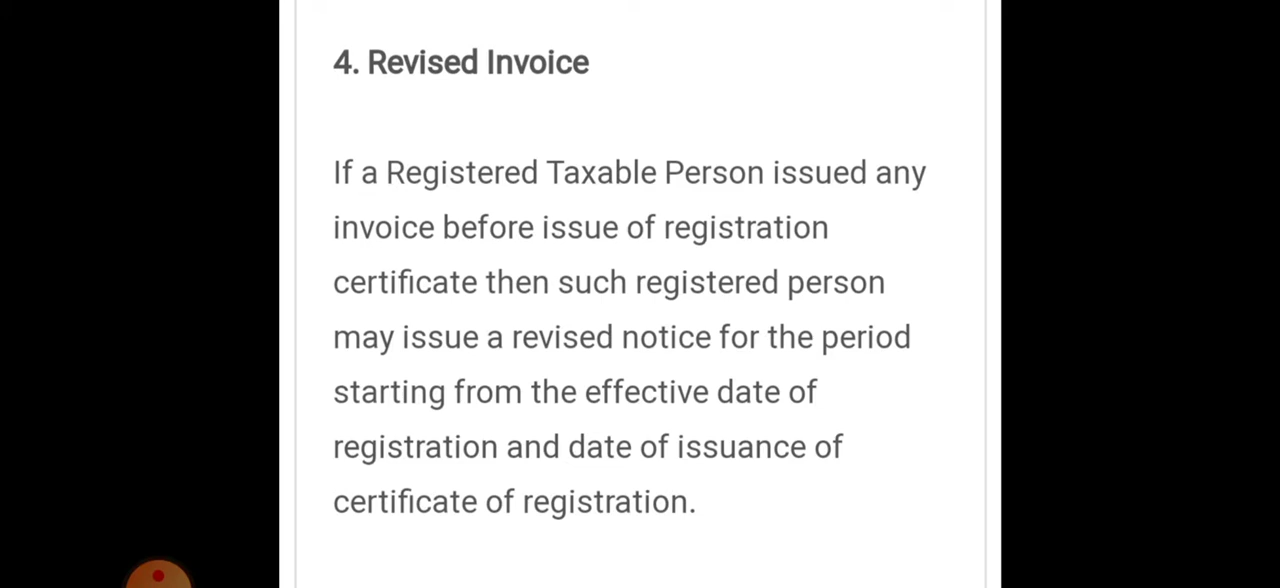 4. Revised Invoice
If a Registered Taxable Person issued any
invoice before issue of registration
certificate then such registered person
may issue a revised notice for the period
starting from the effective date of
registration and date of issuance of
certificate of registration.